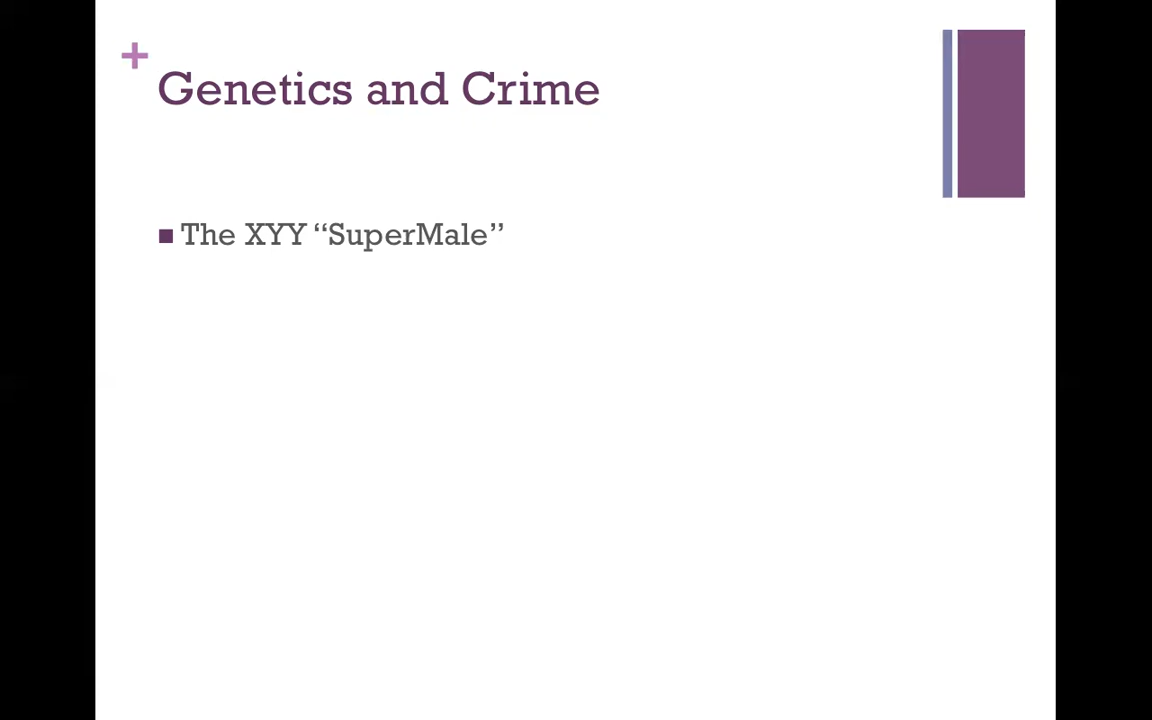 +
Genetics and Crime
■ The XYY “SuperMale”